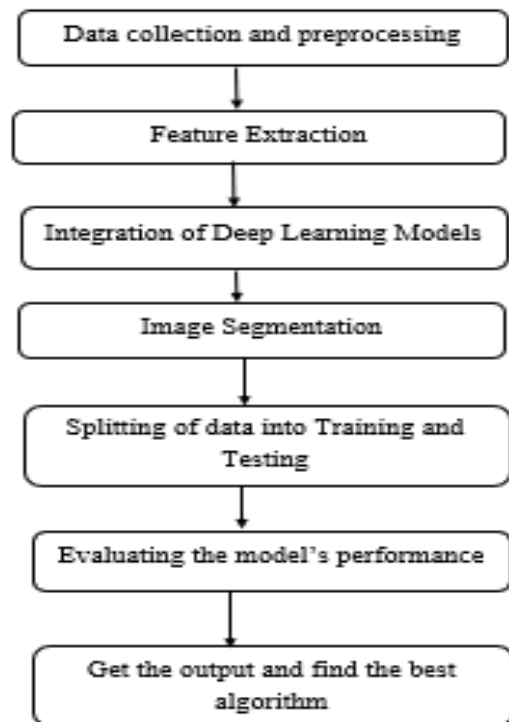 Data collection and preprocessing
Feature Extraction
Integration of Deep Learning Models
Image Segmentation
Splitting of data into Training and
Testing
Evaluating the model's performance
Get the output and find the best
algorithm